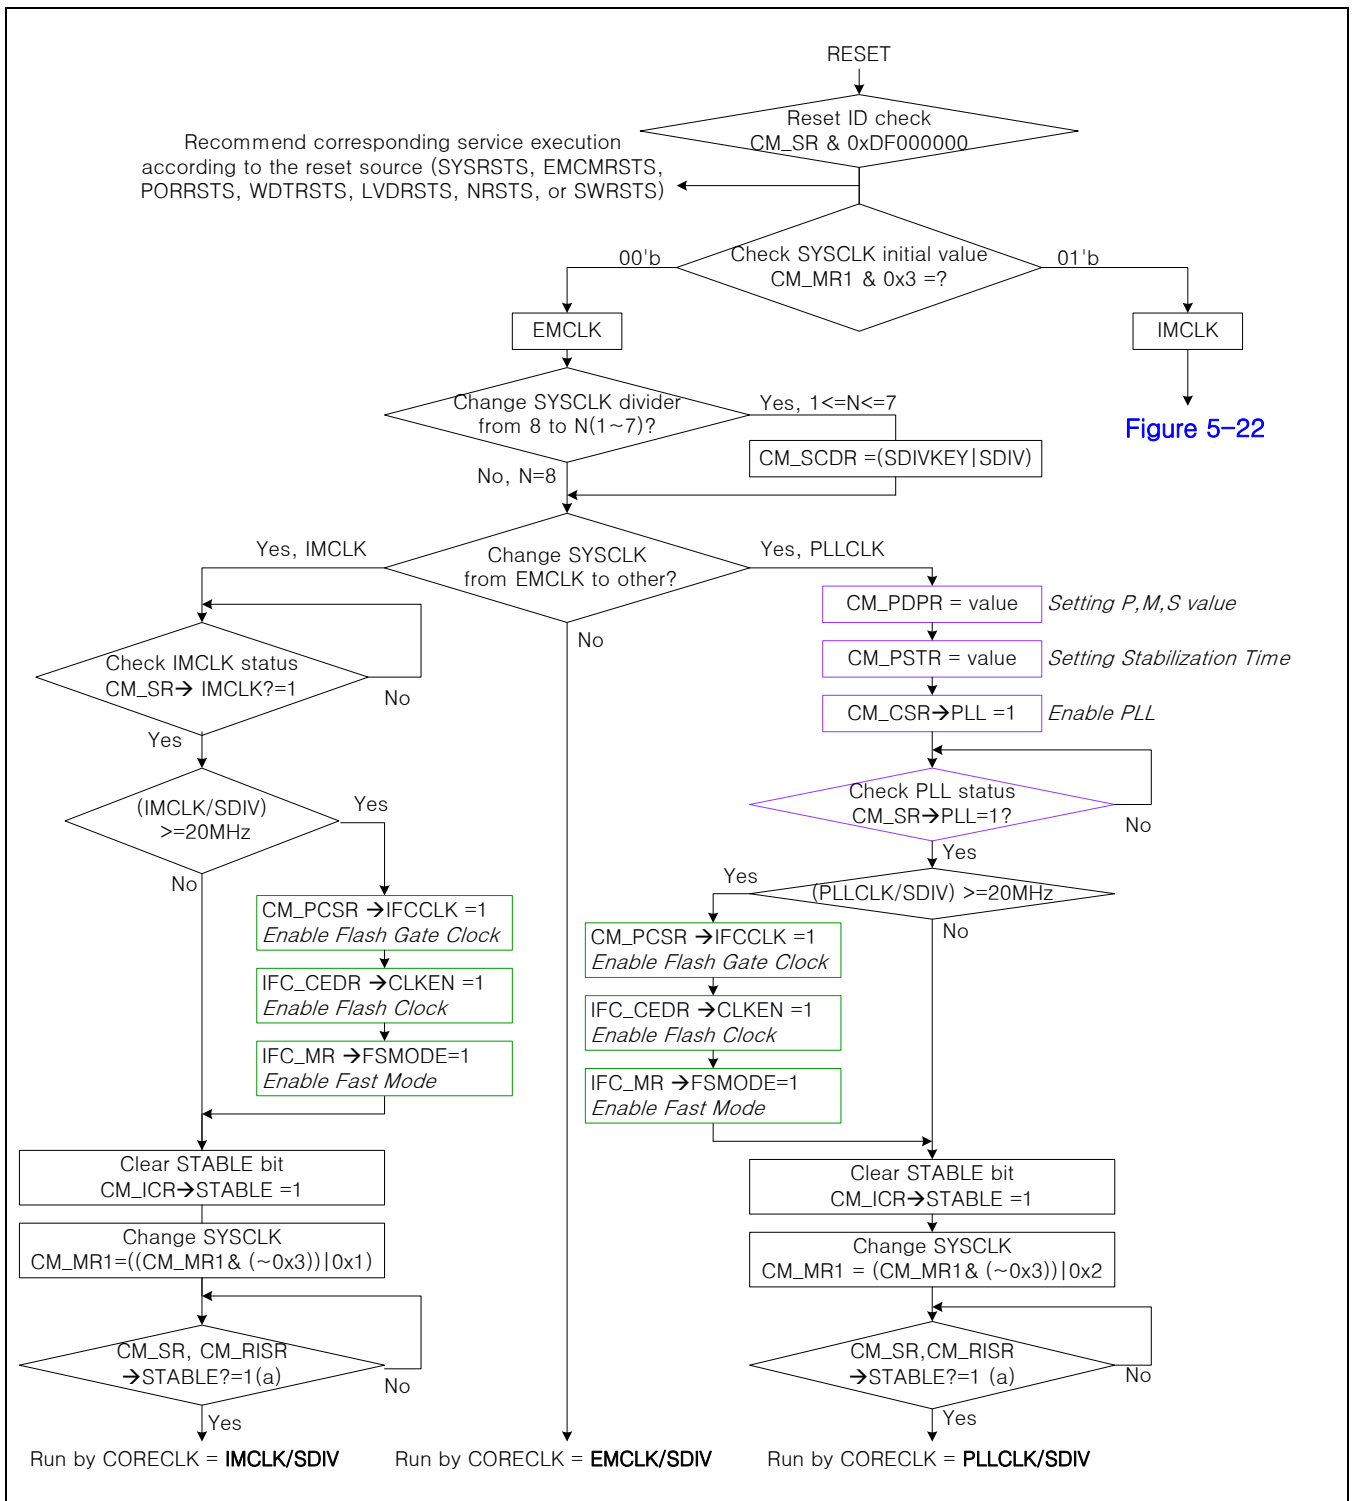 RESET
Reset ID check
CM_SR & 0xDF000000
Recommend corresponding service execution
according to the reset source (SYSRSTS, EMCMRSTS,
PORRSTS, WDTRSTS, LVDRSTS, NRSTS, or SWRSTS)
00'b
Check SYSCLK initial value
CM_MR1 & 0x3 =?
01'b
EMCLK
IMCLK
Figure 5-22
Change SYSCLK divider
from 8 to N(1~7)?
Yes, 1<=N<=7
CM_SCDR =(SDIVKEY|SDIV)
No, N=8
Yes, IMCLK
Change SYSCLK
from EMCLK to other?
Yes, PLLCLK
No
CM_PDPR = value
Setting P,M,S value
CM_PSTR = value
Setting Stabilization Time
CM_CSR→PLL =1
Enable PLL
Check IMCLK status
CM_SR→ IMCLK?=1
No
Yes
Check PLL status
CM_SR→PLL=1?
No
Yes
(IMCLK/SDIV)
>=20MHz
Yes
No
(PLLCLK/SDIV) >=20MHz
Yes
No
CM_PCSR →IFCCLK =1
Enable Flash Gate Clock
IFC_CEDR →CLKEN =1
Enable Flash Clock
IFC_MR →FSMODE=1
Enable Fast Mode
CM_PCSR →IFCCLK =1
Enable Flash Gate Clock
IFC_CEDR →CLKEN =1
Enable Flash Clock
IFC_MR →FSMODE=1
Enable Fast Mode
Clear STABLE bit
CM_ICR→STABLE =1
Change SYSCLK
CM_MR1=((CM_MR1& (~0x3))|0x1)
CM_SR, CM_RISR
→STABLE?=1(a)
No
Yes
Clear STABLE bit
CM_ICR→STABLE =1
Change SYSCLK
CM_MR1 = (CM_MR1& (~0x3))|0x2
CM_SR,CM_RISR
→STABLE?=1 (a)
No
Yes
Run by CORECLK = IMCLK/SDIV
Run by CORECLK = EMCLK/SDIV
Run by CORECLK = PLLCLK/SDIV